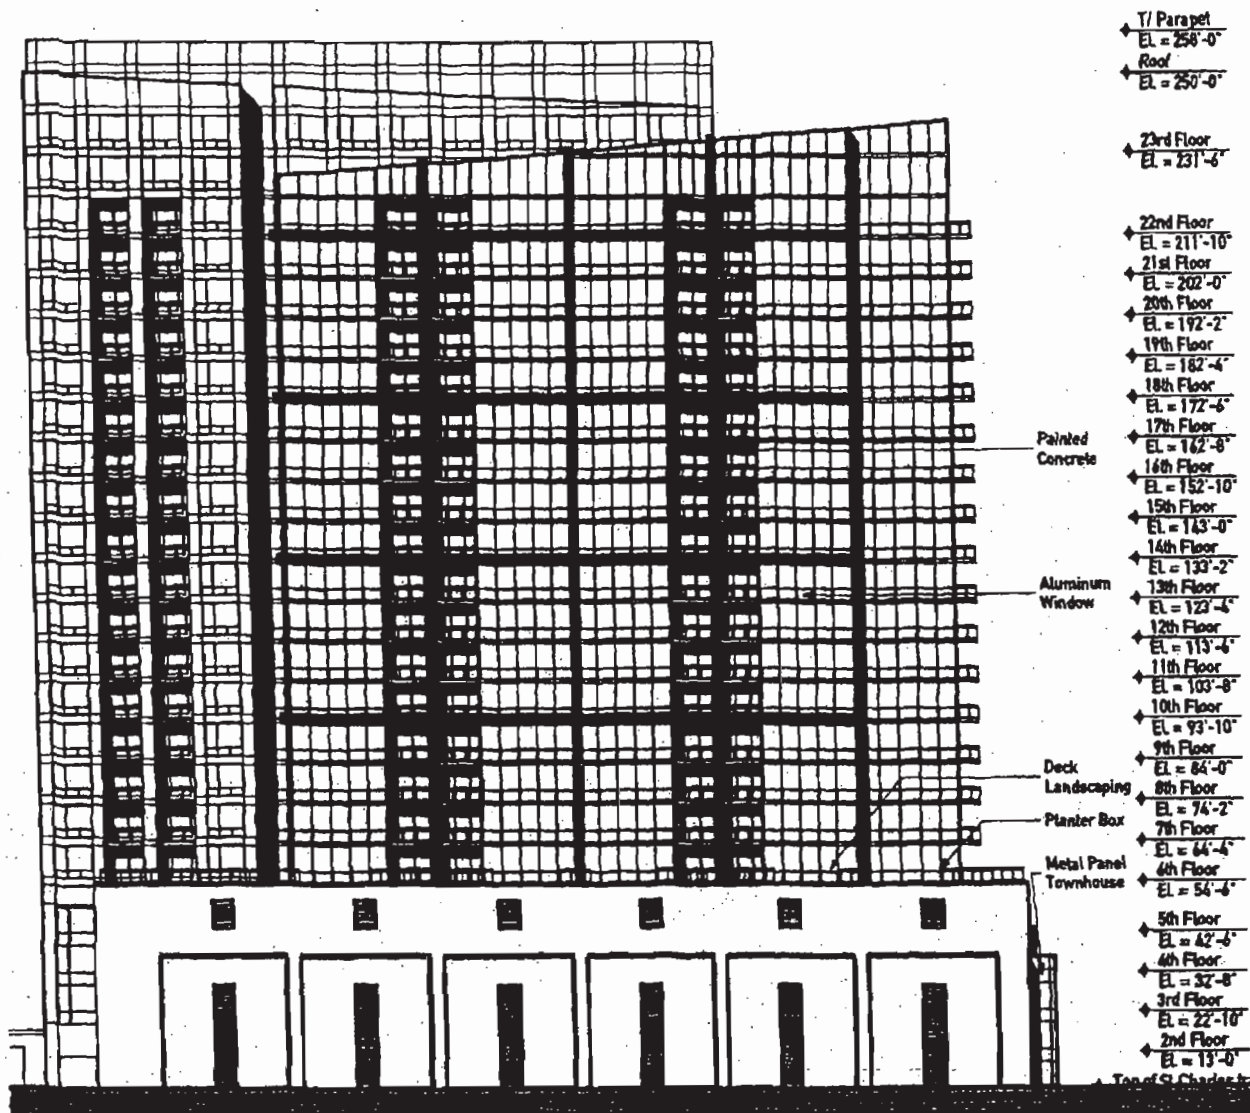 T/ Parapet
EL = 258'-0"
Roof
EL = 250'-0"
23rd Floor
EL = 231'-6"
22nd Floor
EL = 211'-10"
21st Floor
EL = 202'-0"
20th Floor
EL = 192'-2"
19th Floor
EL = 182'-4"
18th Floor
EL = 172'-6"
17th Floor
EL = 162'-8"
Painted
Concrete
16th Floor
EL = 152'-10"
15th Floor
EL = 143'-0"
14th Floor
EL = 133'-2"
Aluminum
Window
13th Floor
EL = 123'-4"
12th Floor
EL = 113'-6"
11th Floor
EL = 103'-8"
10th Floor
EL = 93'-10"
9th Floor
EL = 84'-0"
Deck
Landscaping
8th Floor
EL = 74'-2"
Planter Box
7th Floor
EL = 64'-4"
Metal Panel
Townhouse
6th Floor
EL = 54'-6"
5th Floor
EL = 42'-6"
4th Floor
EL = 32'-8"
3rd Floor
EL = 22'-10"
2nd Floor
EL = 13'-0"
Top of St. Charles